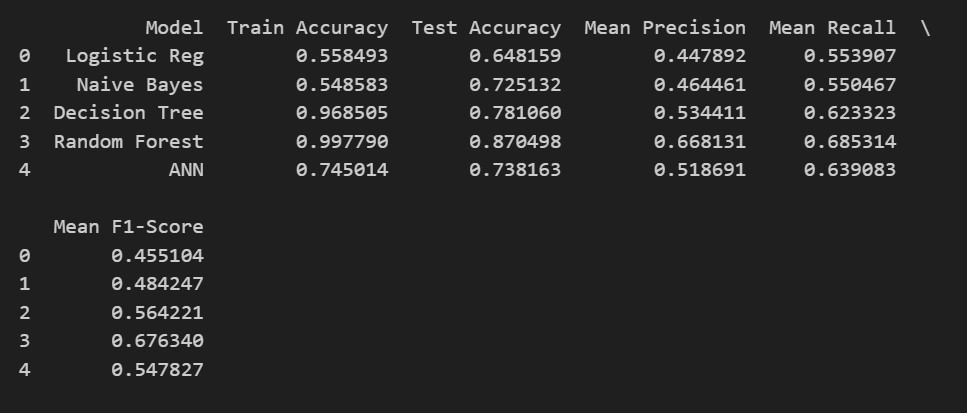 Model Train Accuracy Test Accuracy Mean Precision Mean Recall \
0 Logistic Reg 0.558493 0.648159 0.447892 0.553907
1 Naive Bayes 0.548583 0.725132 0.464461 0.550467
2 Decision Tree 0.968505 0.781060 0.534411 0.623323
3 Random Forest 0.997790 0.870498 0.668131 0.685314
4 ANN 0.745014 0.738163 0.518691 0.639083
Mean F1-Score
0 0.455104
1 0.484247
2 0.564221
3 0.676340
4 0.547827